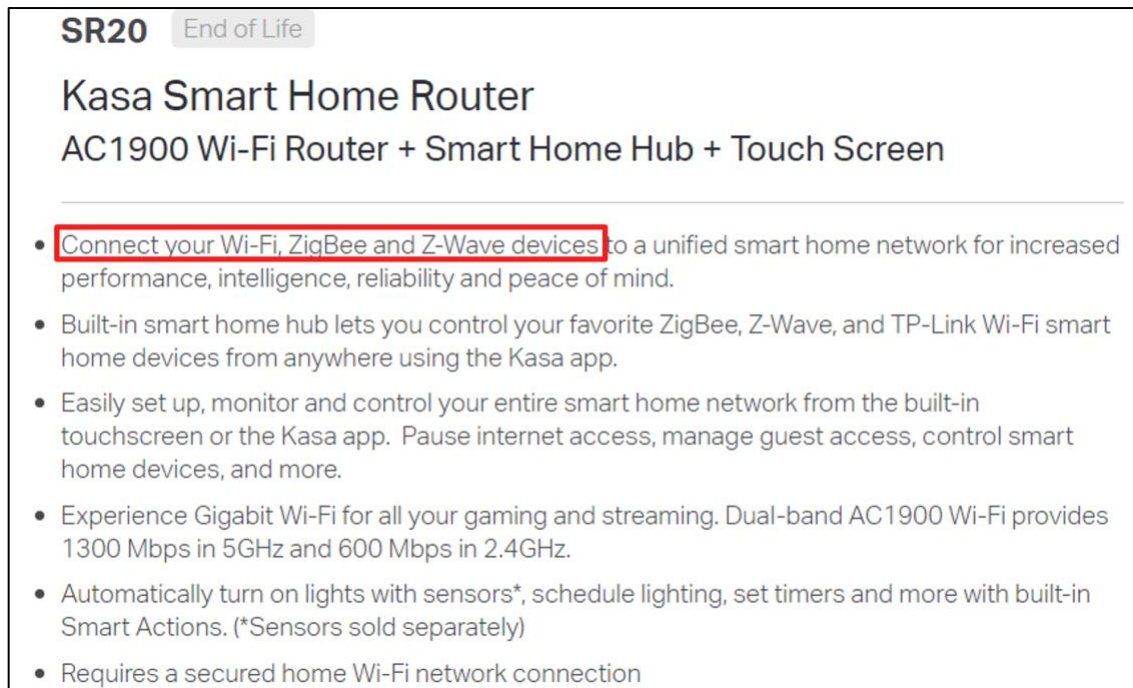 SR20 End of Life
Kasa Smart Home Router
AC1900 Wi-Fi Router + Smart Home Hub + Touch Screen
• Connect your Wi-Fi, ZigBee and Z-Wave devices to a unified smart home network for increased
performance, intelligence, reliability and peace of mind.
• Built-in smart home hub lets you control your favorite ZigBee, Z-Wave, and TP-Link Wi-Fi smart
home devices from anywhere using the Kasa app.
• Easily set up, monitor and control your entire smart home network from the built-in
touchscreen or the Kasa app.  Pause internet access, manage guest access, control smart
home devices, and more.
• Experience Gigabit Wi-Fi for all your gaming and streaming. Dual-band AC1900 Wi-Fi provides
1300 Mbps in 5GHz and 600 Mbps in 2.4GHz.
• Automatically turn on lights with sensors*, schedule lighting, set timers and more with built-in
Smart Actions. (*Sensors sold separately)
• Requires a secured home Wi-Fi network connection